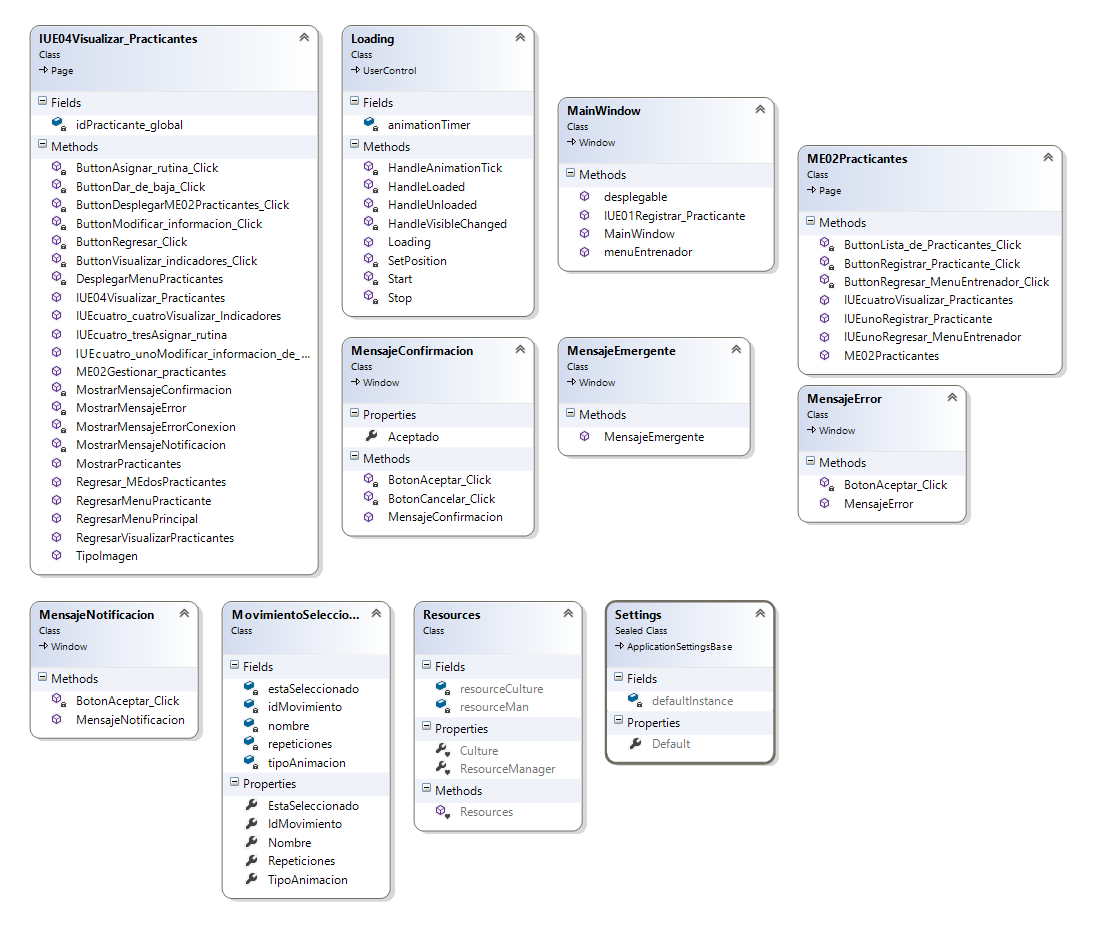 IUE04Visualizar_Practicantes
Class
Page
Fields
idPracticante_global
Methods
ButtonAsignar_rutina_Click
ButtonDar_de_baja_Click
ButtonDesplegarME02Practicantes_Click
ButtonModificar_informacion_Click
ButtonRegresar_Click
ButtonVisualizar_indicadores_Click
DesplegarMenuPracticantes
IUE04Visualizar_Practicantes
IUEcuatro_cuatroVisualizar_Indicadores
IUEcuatro_tresAsignar_rutina
IUEcuatro_unoModificar_informacion_de_...
ME02Gestionar_practicantes
MostrarMensajeConfirmacion
MostrarMensajeError
MostrarMensajeErrorConexion
MostrarMensajeNotificacion
MostrarPracticantes
Regresar_MEdosPracticantes
RegresarMenuPracticante
RegresarMenuPrincipal
RegresarVisualizarPracticantes
TipoImagen
Loading
Class
UserControl
Fields
animationTimer
Methods
HandleAnimationTick
HandleLoaded
HandleUnloaded
HandleVisibleChanged
Loading
SetPosition
Start
Stop
MainWindow
Class
Window
Methods
desplegable
IUE01Registrar_Practicante
MainWindow
menuEntrenador
ME02Practicantes
Class
Page
Methods
ButtonLista_de_Practicantes_Click
ButtonRegistrar_Practicante_Click
ButtonRegresar_MenuEntrenador_Click
IUEcuatroVisualizar_Practicantes
IUEunoRegistrar_Practicante
IUEunoRegresar_MenuEntrenador
ME02Practicantes
MensajeConfirmacion
Class
Window
Properties
Aceptado
Methods
BotonAceptar_Click
BotonCancelar_Click
MensajeConfirmacion
MensajeEmergente
Class
Window
Methods
MensajeEmergente
MensajeError
Class
Window
Methods
BotonAceptar_Click
MensajeError
MensajeNotificacion
Class
Window
Methods
BotonAceptar_Click
MensajeNotificacion
MovimientoSeleccio...
Class
Fields
estaSeleccionado
idMovimiento
nombre
repeticiones
tipoAnimacion
Properties
EstaSeleccionado
IdMovimiento
Nombre
Repeticiones
TipoAnimacion
Resources
Class
Fields
resourceCulture
resourceMan
Properties
Culture
ResourceManager
Methods
Resources
Settings
Sealed Class
ApplicationSettingsBase
Fields
defaultInstance
Properties
Default